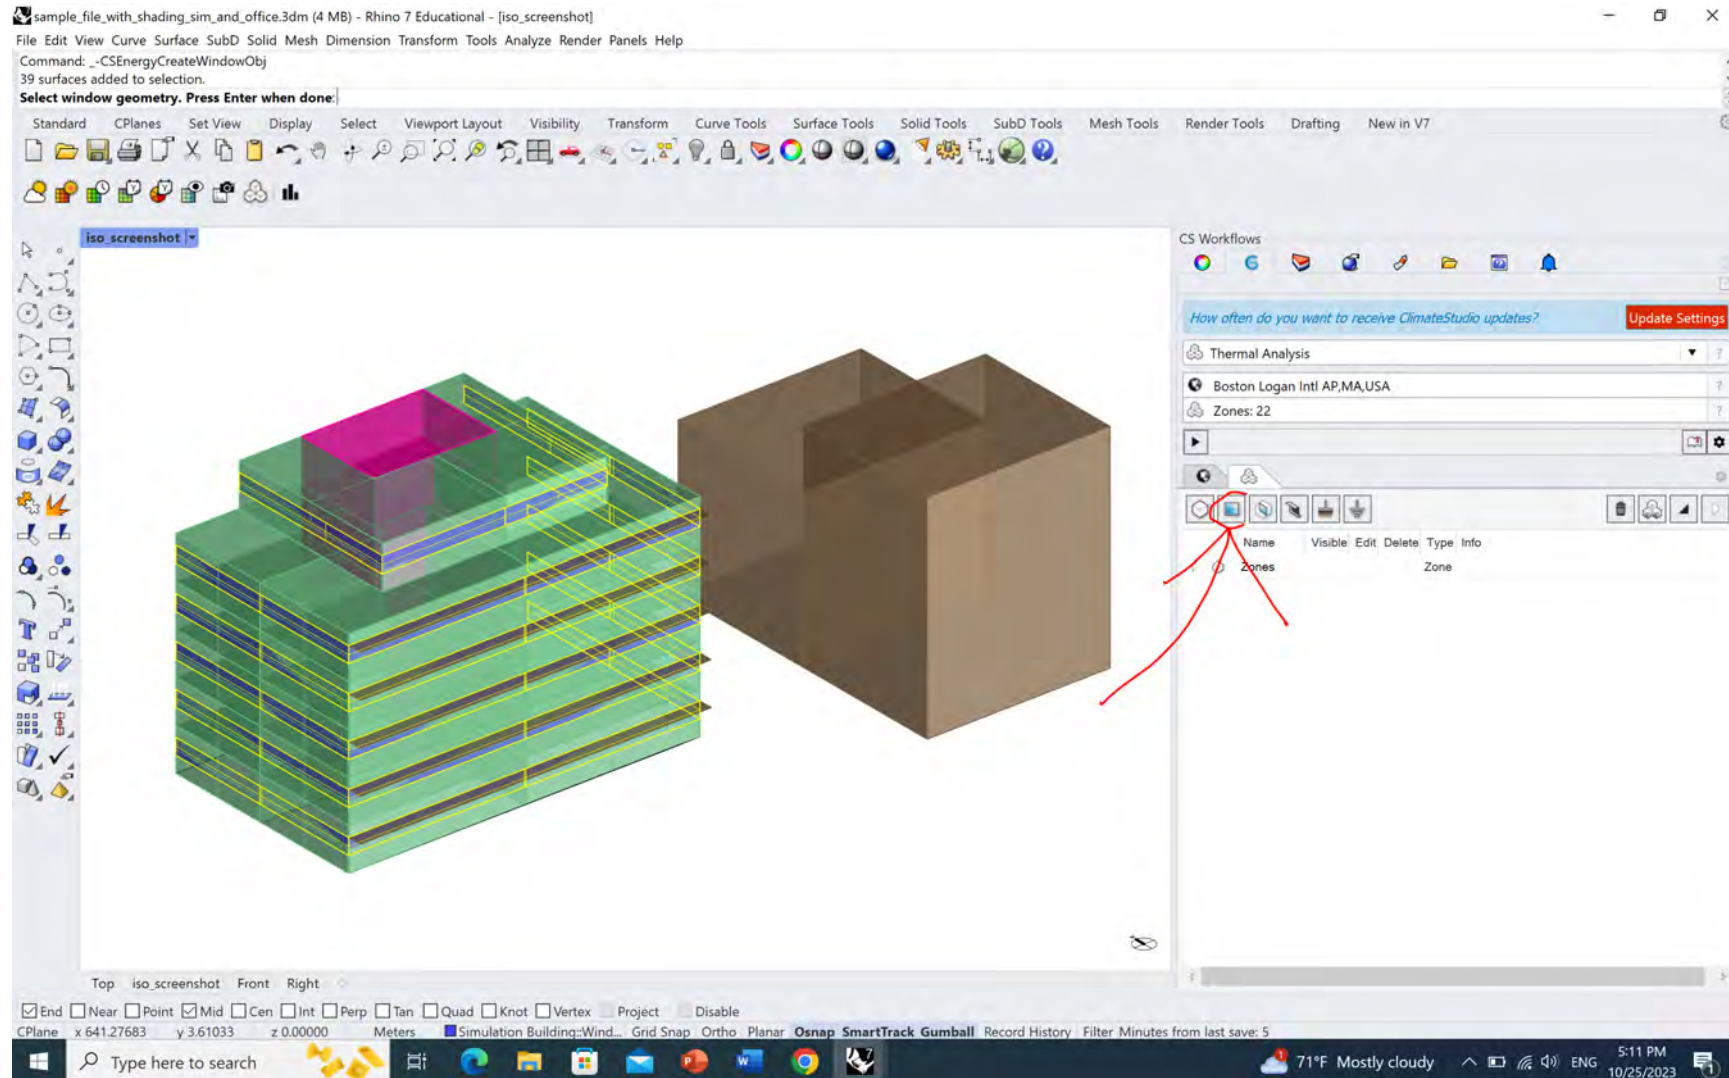 sample_file_with_shading_sim_and_office.3dm (4 MB) - Rhino 7 Educational - [iso_screenshot]
File Edit View Curve Surface SubD Solid Mesh Dimension Transform Tools Analyze Render Panels Help
Command: _-CSEnergyCreateWindowObj
39 surfaces added to selection.
Select window geometry. Press Enter when done:
Standard CPlanes Set View Display Select Viewport Layout Visibility Transform Curve Tools Surface Tools Solid Tools SubD Tools Mesh Tools Render Tools Drafting New in V7
iso_screenshot
CS Workflows
How often do you want to receive ClimateStudio updates? Update Settings
Thermal Analysis
Boston Logan Intl AP,MA,USA
Zones: 22
Name Visible Edit Delete Type Info
Zones Zone
Top iso_screenshot Front Right
End Near Point Mid Cen Int Perp Tan Quad Knot Vertex Project Disable
CPlane x 641.27683 y 3.61033 z 0.00000 Meters Simulation Building::Wind... Grid Snap Ortho Planar Osnap SmartTrack Gumball Record History Filter Minutes from last save: 5
Type here to search 71°F Mostly cloudy ENG 5:11 PM
10/25/2023